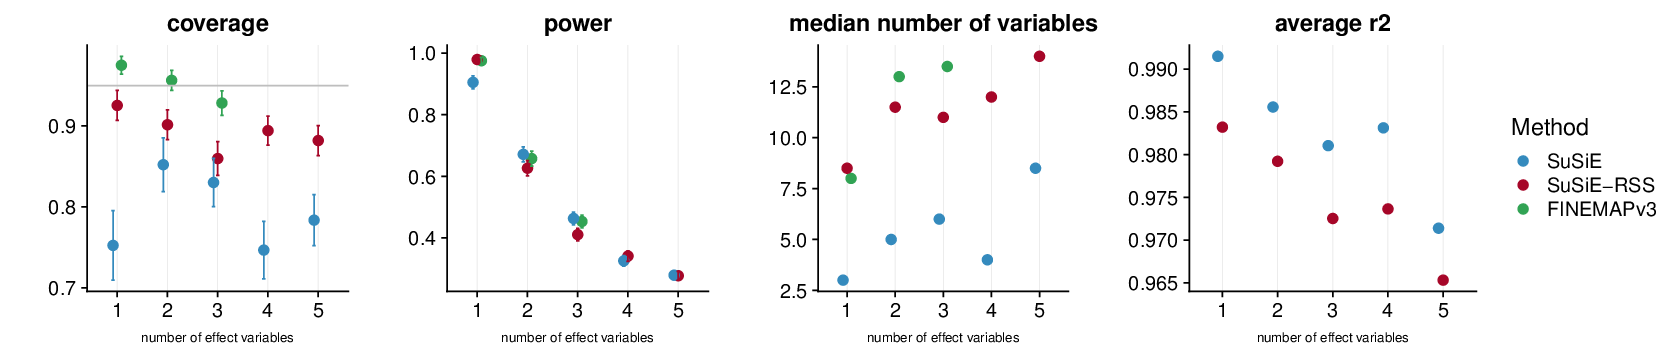 coverage
0.9
0.8
0.7
1 2 3 4 5
number of effect variables
power
1.0
0.8
0.6
0.4
1 2 3 4 5
number of effect variables
median number of variables
12.5
10.0
7.5
5.0
2.5
1 2 3 4 5
number of effect variables
average r2
0.990
0.985
0.980
0.975
0.970
0.965
1 2 3 4 5
number of effect variables
Method
SuSiE
SuSiE−RSS
FINEMAPv3